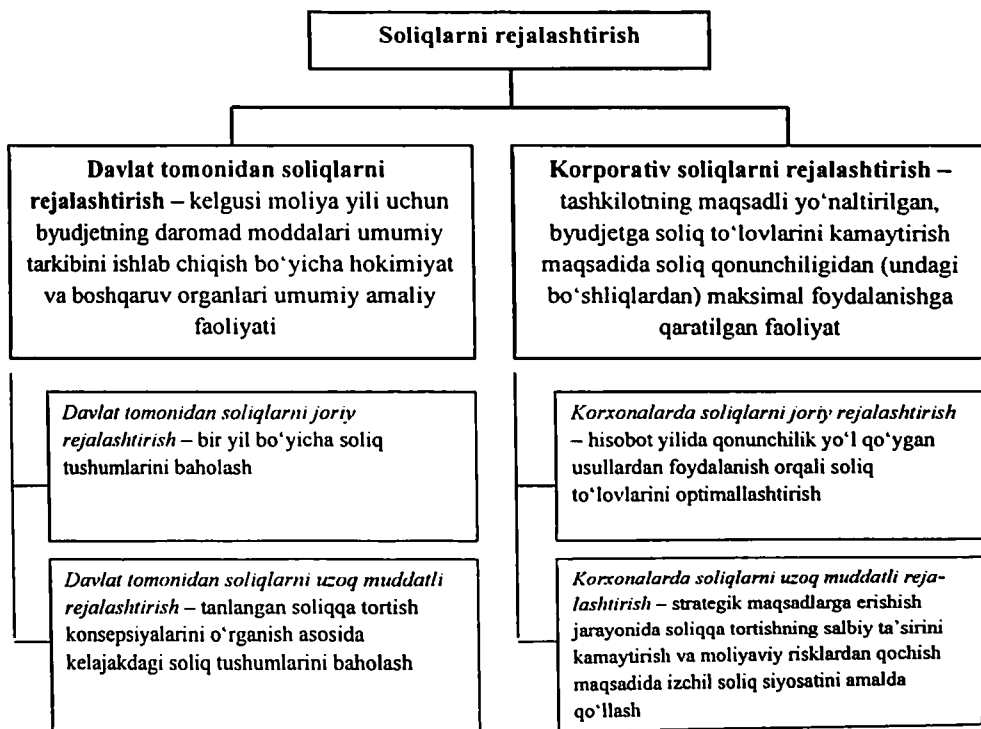 Soliqlarni rejalashtirish
Davlat tomonidan soliqlarni
rejalashtirish – kelgusi moliya yili uchun
byudjetning daromad moddalari umumiy
tarkibini ishlab chiqish bo‘yicha hokimiyat
va boshqaruv organlari umumiy amaliy
faoliyati
Korporativ soliqlarni rejalashtirish –
tashkilotning maqsadli yo‘naltirilgan,
byudjetga soliq to‘lovlarini kamaytirish
maqsadida soliq qonunchiligidan (undagi
bo‘shliqlardan) maksimal foydalanishga
qaratilgan faoliyat
Davlat tomonidan soliqlarni joriy
rejalashtirish – bir yil bo‘yicha soliq
tushumlarini baholash
Davlat tomonidan soliqlarni uzoq muddatli
rejalashtirish – tanlangan soliqqa tortish
konsepsiyalarini o‘rganish asosida
kelajakdagi soliq tushumlarini baholash
Korxonalarda soliqlarni joriy rejalashtirish
– hisobot yilida qonunchilik yo‘l qo‘ygan
usullardan foydalanish orqali soliq
to‘lovlarini optimallashtirish
Korxonalarda soliqlarni uzoq muddatli reja-
lashtirish – strategik maqsadlarga erishish
jarayonida soliqqa tortishning salbiy ta’sirini
kamaytirish va moliyaviy risklardan qochish
maqsadida izchil soliq siyosatini amalda
qo‘llash